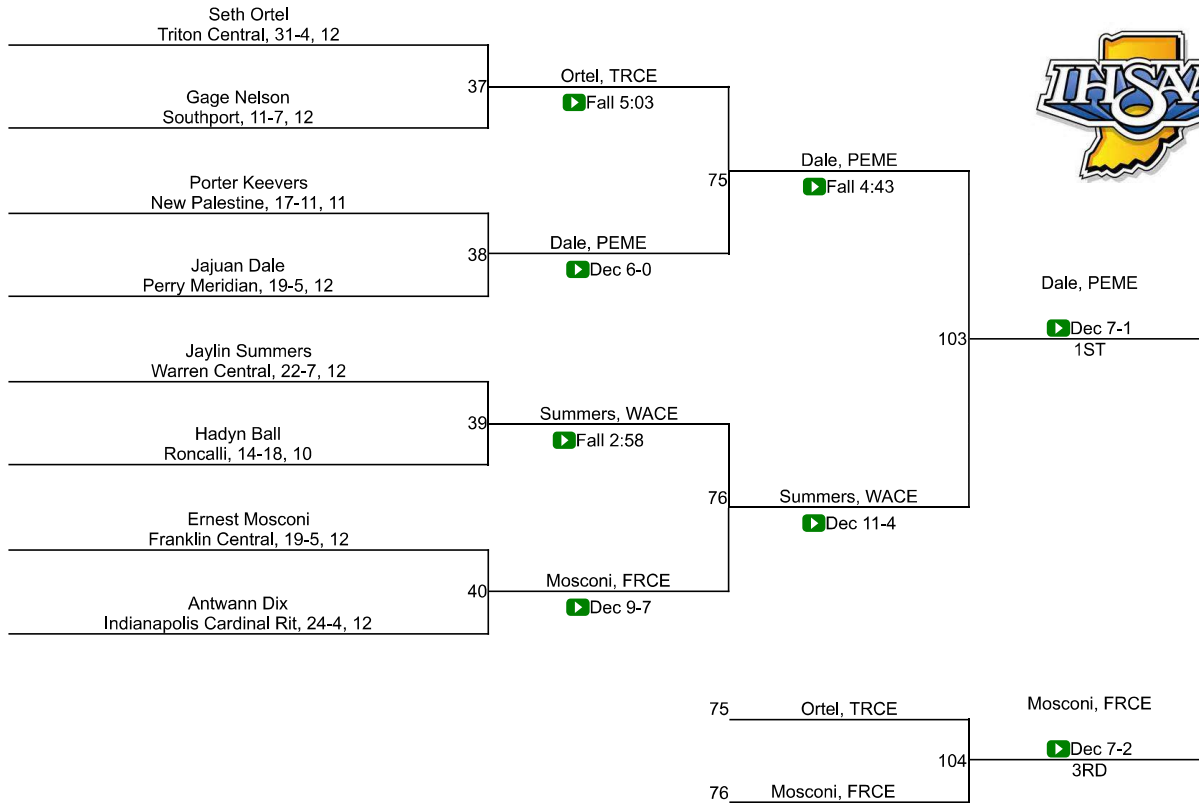 Seth Ortel
Triton Central, 31-4, 12
37
Ortel, TRCE
Fall 5:03
Gage Nelson
Southport, 11-7, 12
75
Dale, PEME
Fall 4:43
Porter Keevers
New Palestine, 17-11, 11
38
Dale, PEME
Dec 6-0
Jajuan Dale
Perry Meridian, 19-5, 12
103
Dale, PEME
Dec 7-1
1ST
Jaylin Summers
Warren Central, 22-7, 12
39
Summers, WACE
Fall 2:58
Hadyn Ball
Roncalli, 14-18, 10
76
Summers, WACE
Dec 11-4
Ernest Mosconi
Franklin Central, 19-5, 12
40
Mosconi, FRCE
Dec 9-7
Antwann Dix
Indianapolis Cardinal Rit, 24-4, 12
75
Ortel, TRCE
104
Mosconi, FRCE
Dec 7-2
3RD
76
Mosconi, FRCE
IHSAA